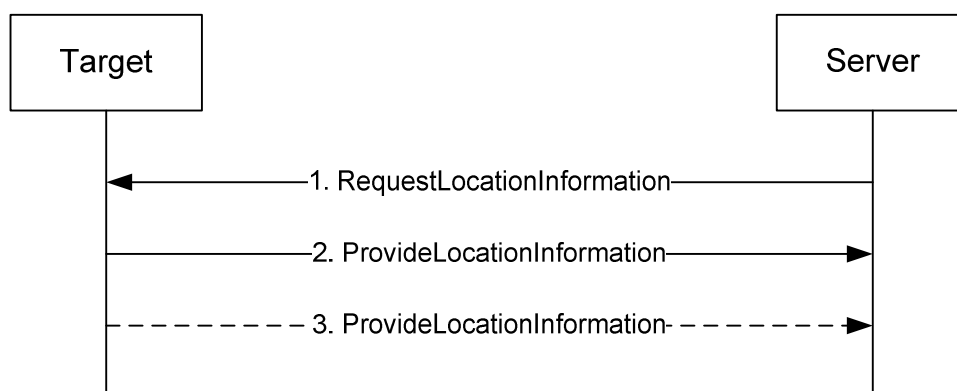 Target
Server
1. RequestLocationInformation
2. ProvideLocationInformation
3. ProvideLocationInformation